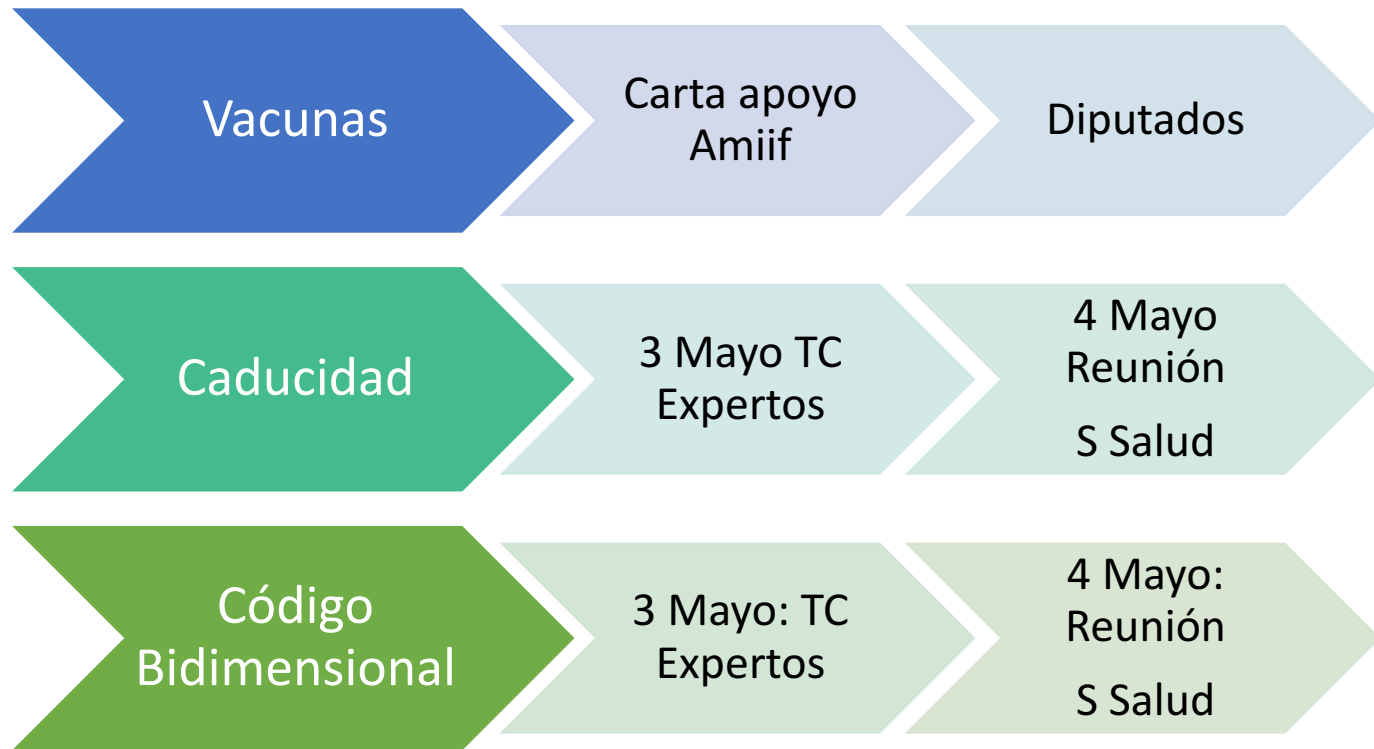 Vacunas
Carta apoyo
Amiif
Diputados
Caducidad
3 Mayo TC
Expertos
4 Mayo
Reunión
S Salud
Código
Bidimensional
3 Mayo: TC
Expertos
4 Mayo:
Reunión
S Salud